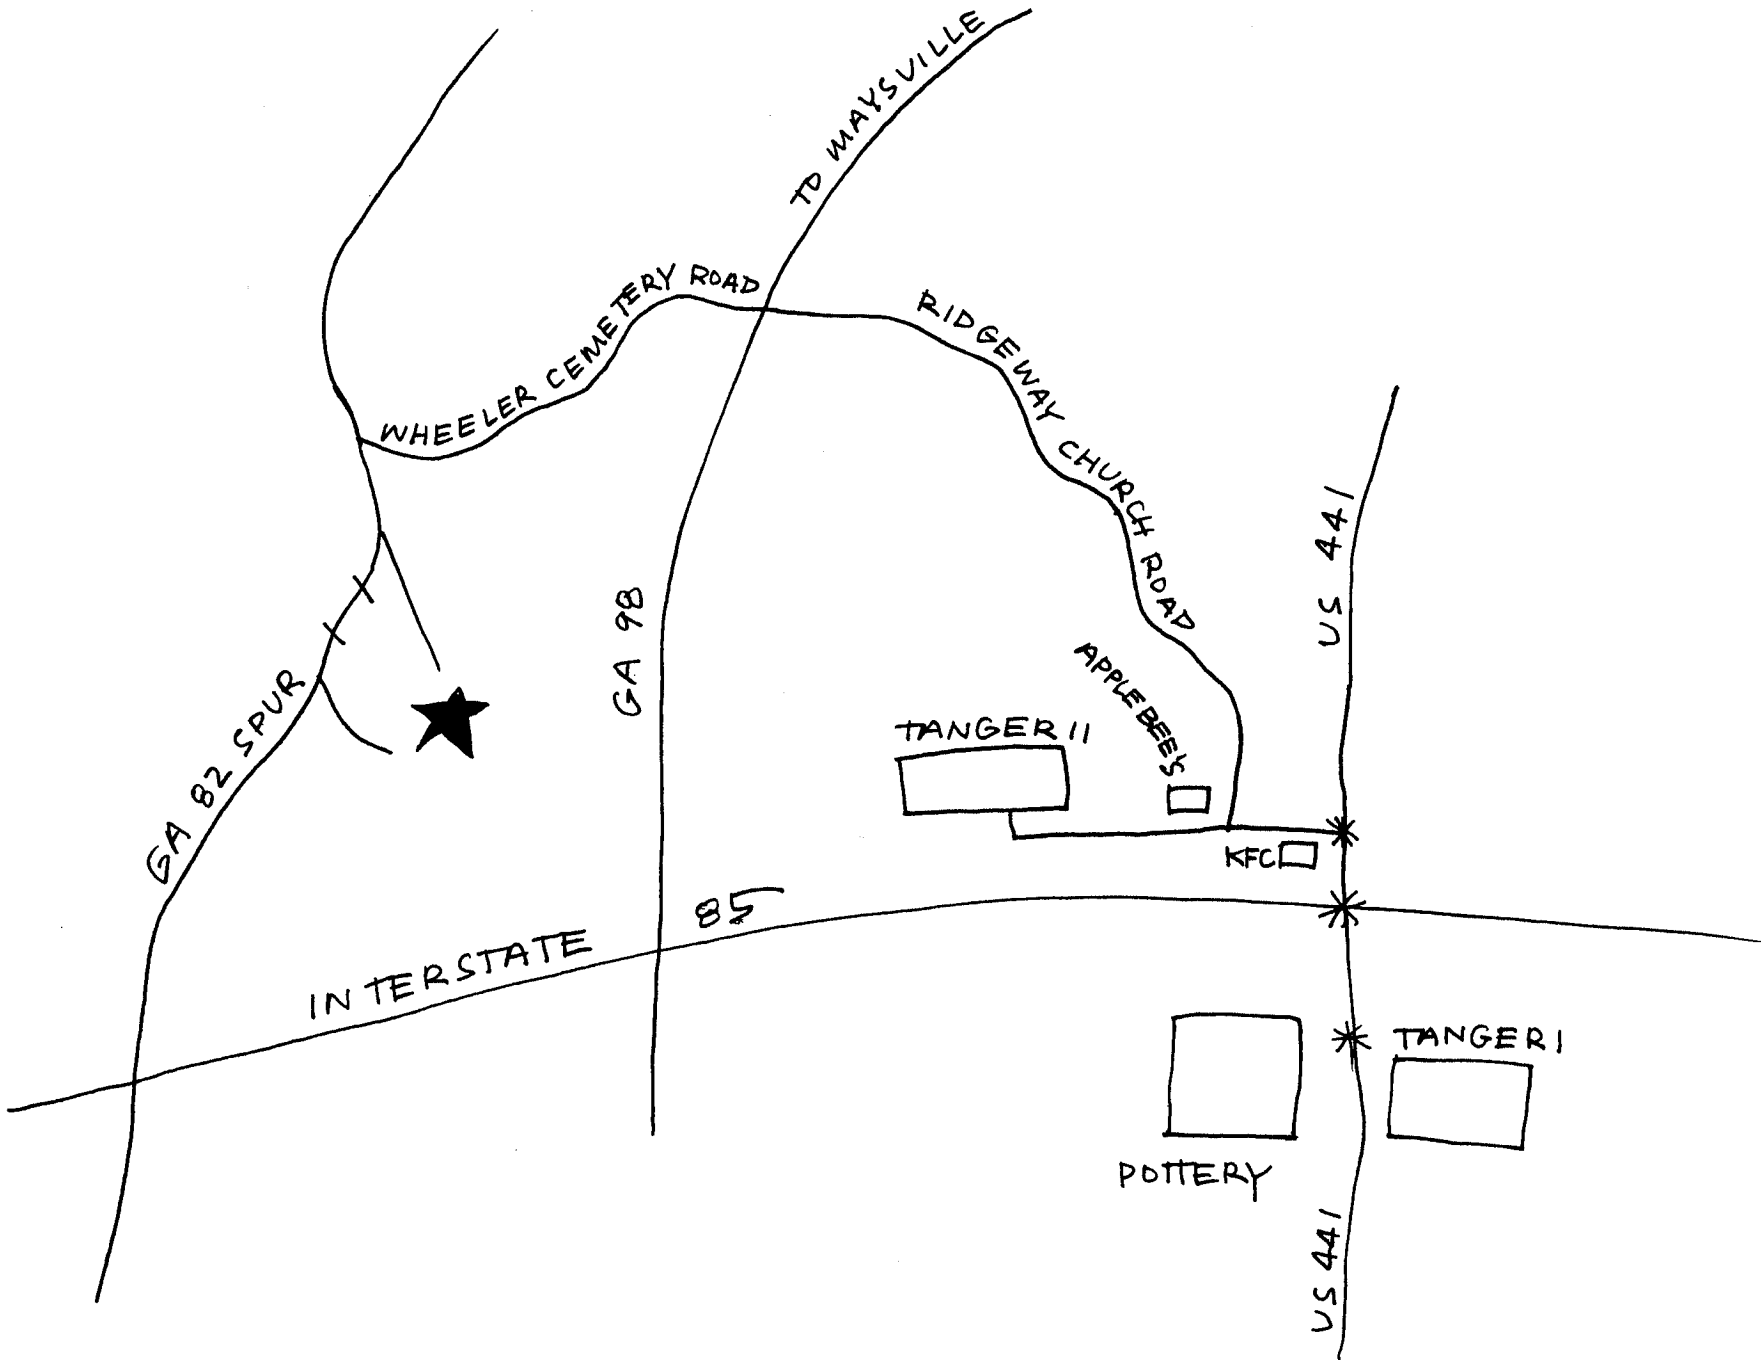 TO MAYSVILLE
WHEELER CEMETERY ROAD
RIDGEWAY CHURCH ROAD
US 441
GA 98
GA 82 SPUR
APPLEBEE'S
TANGER II
KFC
INTERSTATE 85
TANGER I
POTTERY
US 441